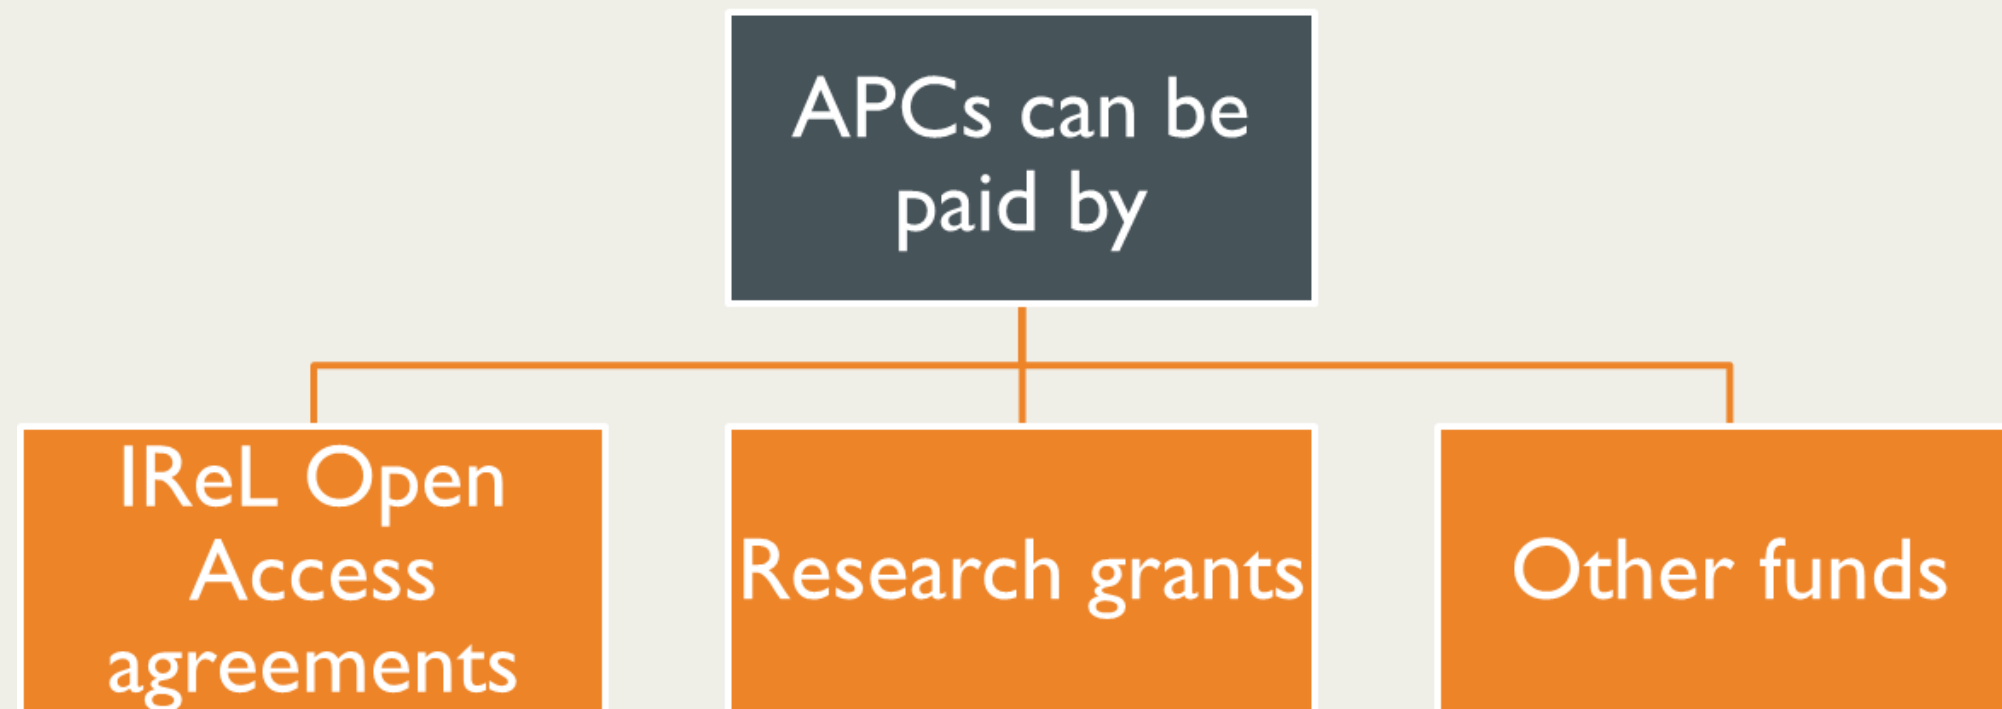 APCs can be
paid by
IReL Open
Access
agreements
Research grants
Other funds